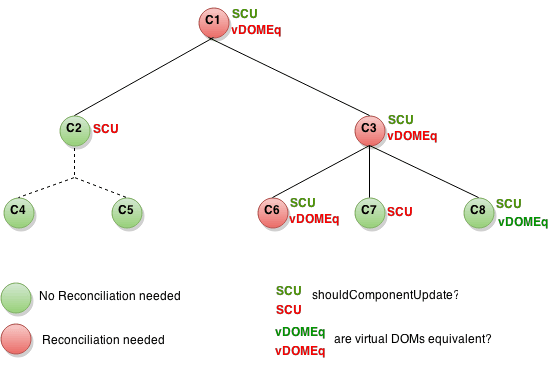 C1 SCU
vDOMEq
C2 SCU
C3 SCU
vDOMEq
C4
C5
C6 SCU
vDOMEq
C7 SCU
C8 SCU
vDOMEq
No Reconciliation needed
Reconciliation needed
SCU shouldComponentUpdate?
SCU
vDOMEq are virtual DOMs equivalent?
vDOMEq